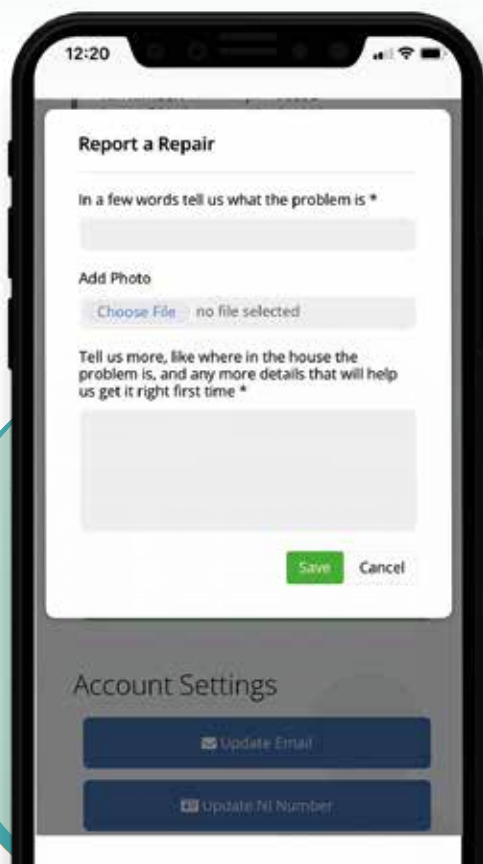 12:20
Report a Repair
In a few words tell us what the problem is *
Add Photo
Choose File no file selected
Tell us more, like where in the house the
problem is, and any more details that will help
us get it right first time *
Save Cancel
Account Settings
Update Email
Update NI Number